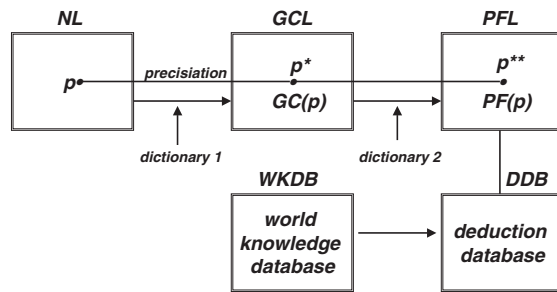 NL
GCL
PFL
p
precisiation
p*
p**
GC(p)
PF(p)
dictionary 1
dictionary 2
WKDB
DDB
world
knowledge
database
deduction
database